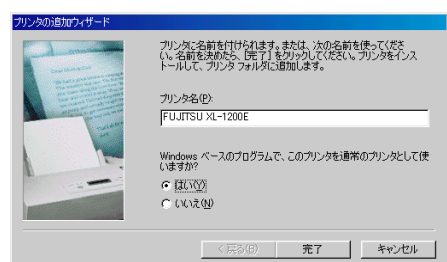 プリンタの追加ウィザード
プリンタに名前を付けられます。または、次の名前を使ってくださ
い。名前を決めたら、[完了] をクリックしてください。プリンタをインス
トールして、プリンタ フォルダに追加します。
プリンタ名(P):
FUJITSU XL-1200E
Windows ベースのプログラムで、このプリンタを通常のプリンタとして使
いますか?
はい(Y)
いいえ(N)
< 戻る(B)
完了
キャンセル